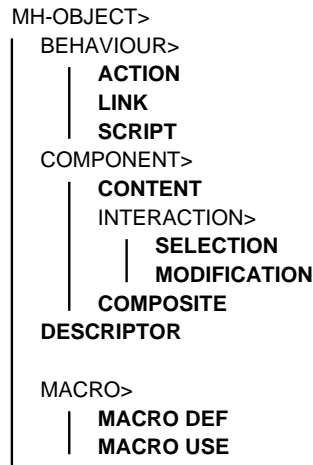 MH-OBJECT>
BEHAVIOUR>
ACTION
LINK
SCRIPT
COMPONENT>
CONTENT
INTERACTION>
SELECTION
MODIFICATION
COMPOSITE
DESCRIPTOR
MACRO>
MACRO DEF
MACRO USE